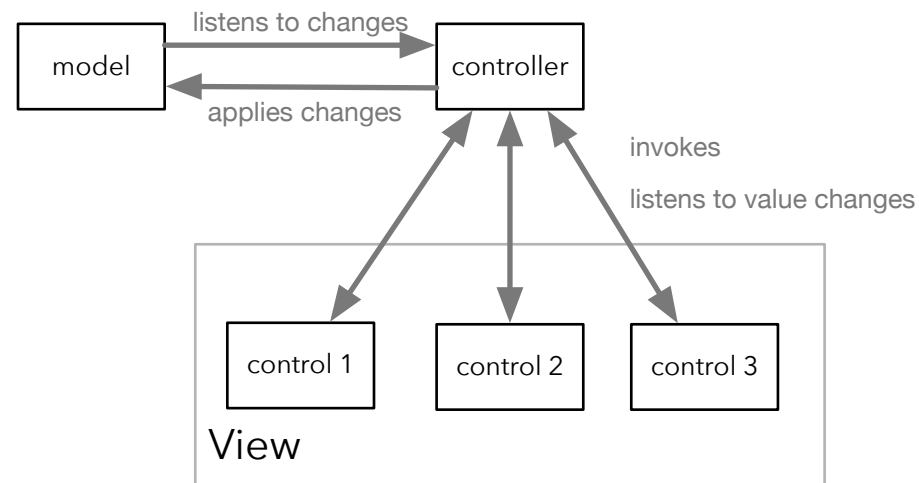 listens to changes
model
controller
applies changes
invokes
listens to value changes
control 1
control 2
control 3
View